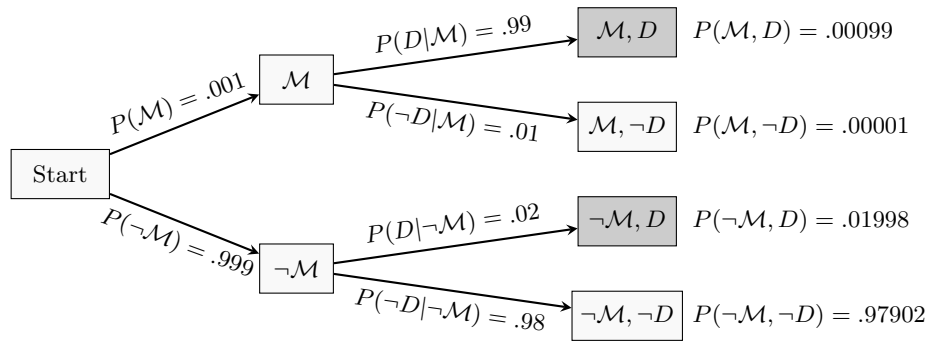 P(D|ℳ) = .99
ℳ, D P(ℳ, D) = .00099
P(ℳ) = .001
ℳ
P(¬D|ℳ) = .01
ℳ, ¬D P(ℳ, ¬D) = .00001
Start
P(¬ℳ) = .999
P(D|¬ℳ) = .02
¬ℳ, D P(¬ℳ, D) = .01998
¬ℳ
P(¬D|¬ℳ) = .98
¬ℳ, ¬D P(¬ℳ, ¬D) = .97902